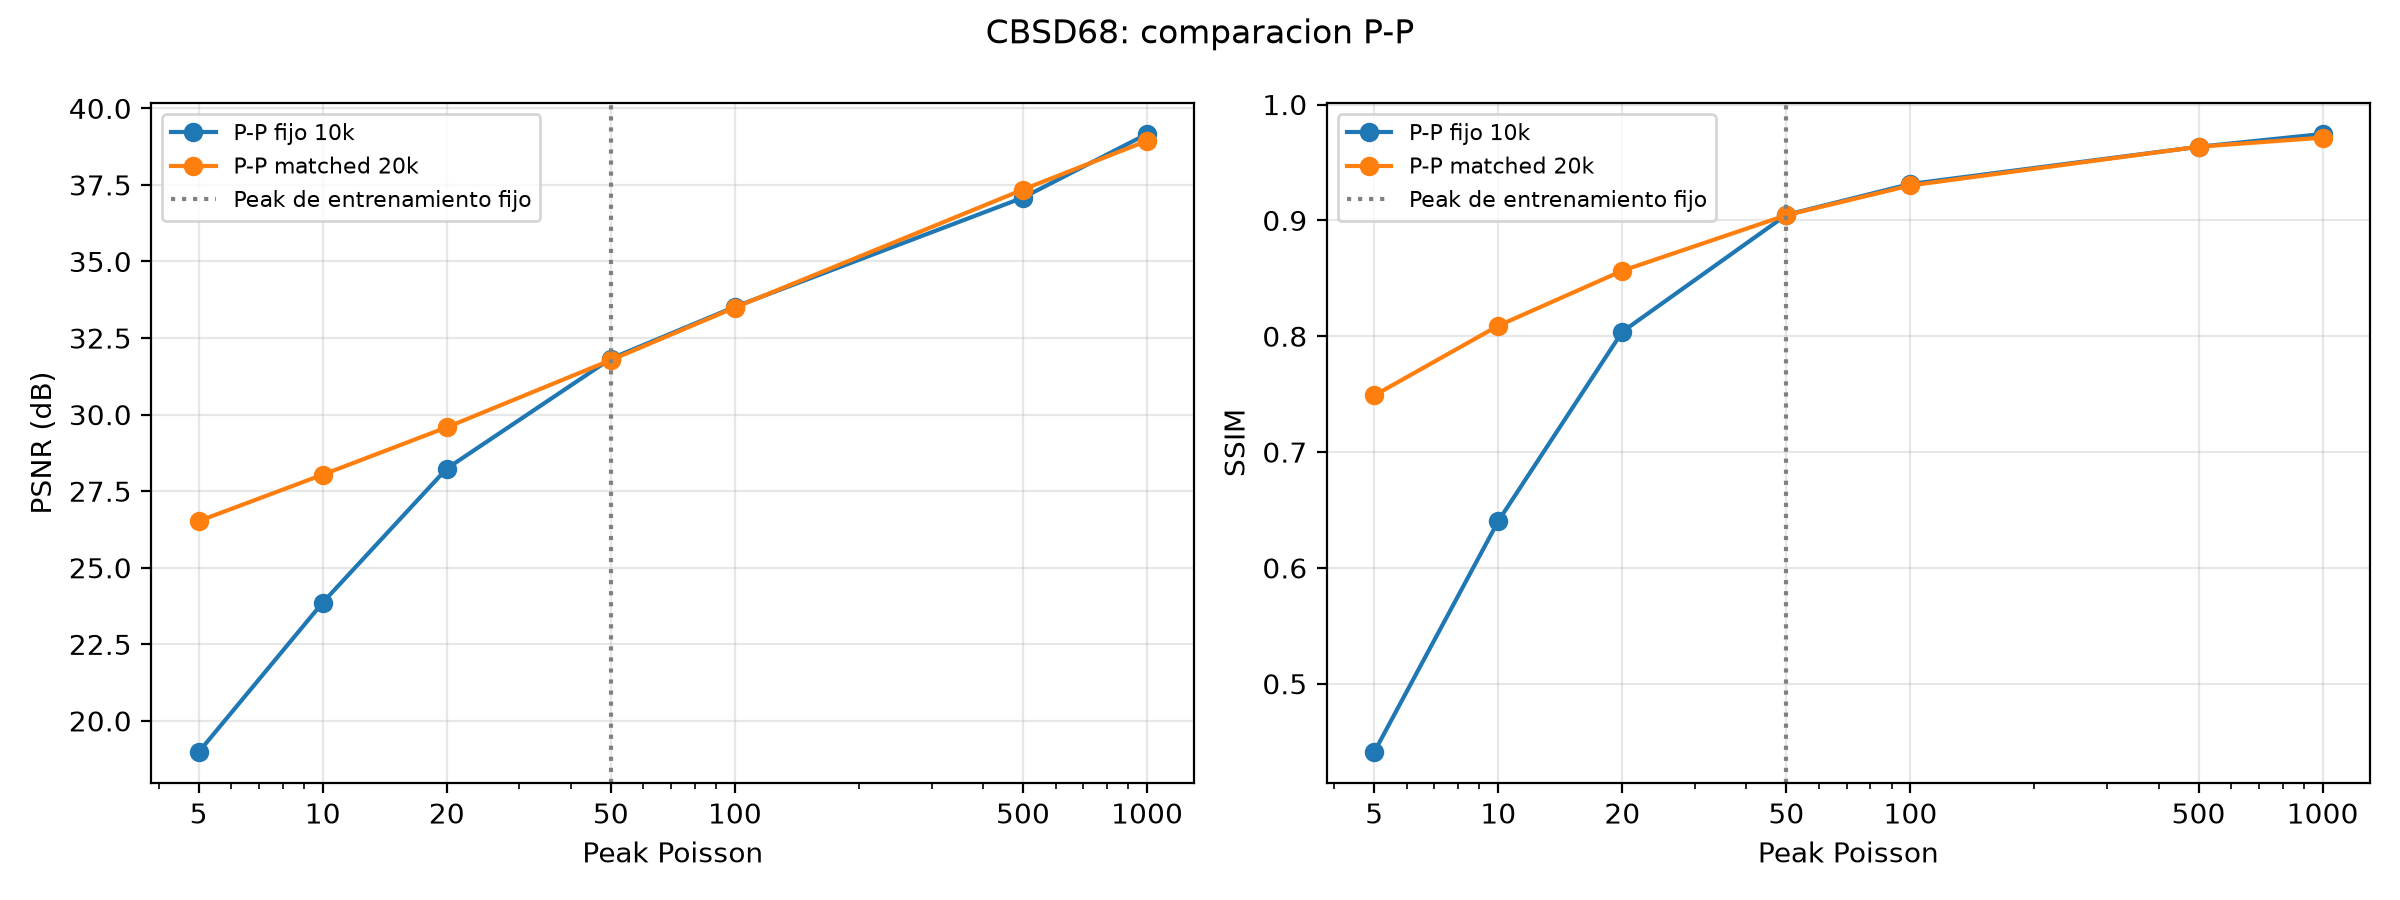 CBSD68: comparacion P-P
40.0
37.5
35.0
32.5
30.0
27.5
25.0
22.5
20.0
PSNR (dB)
P-P fijo 10k
P-P matched 20k
Peak de entrenamiento fijo
5 10 20 50 100 500 1000
Peak Poisson
1.0
0.9
0.8
0.7
0.6
0.5
SSIM
P-P fijo 10k
P-P matched 20k
Peak de entrenamiento fijo
5 10 20 50 100 500 1000
Peak Poisson